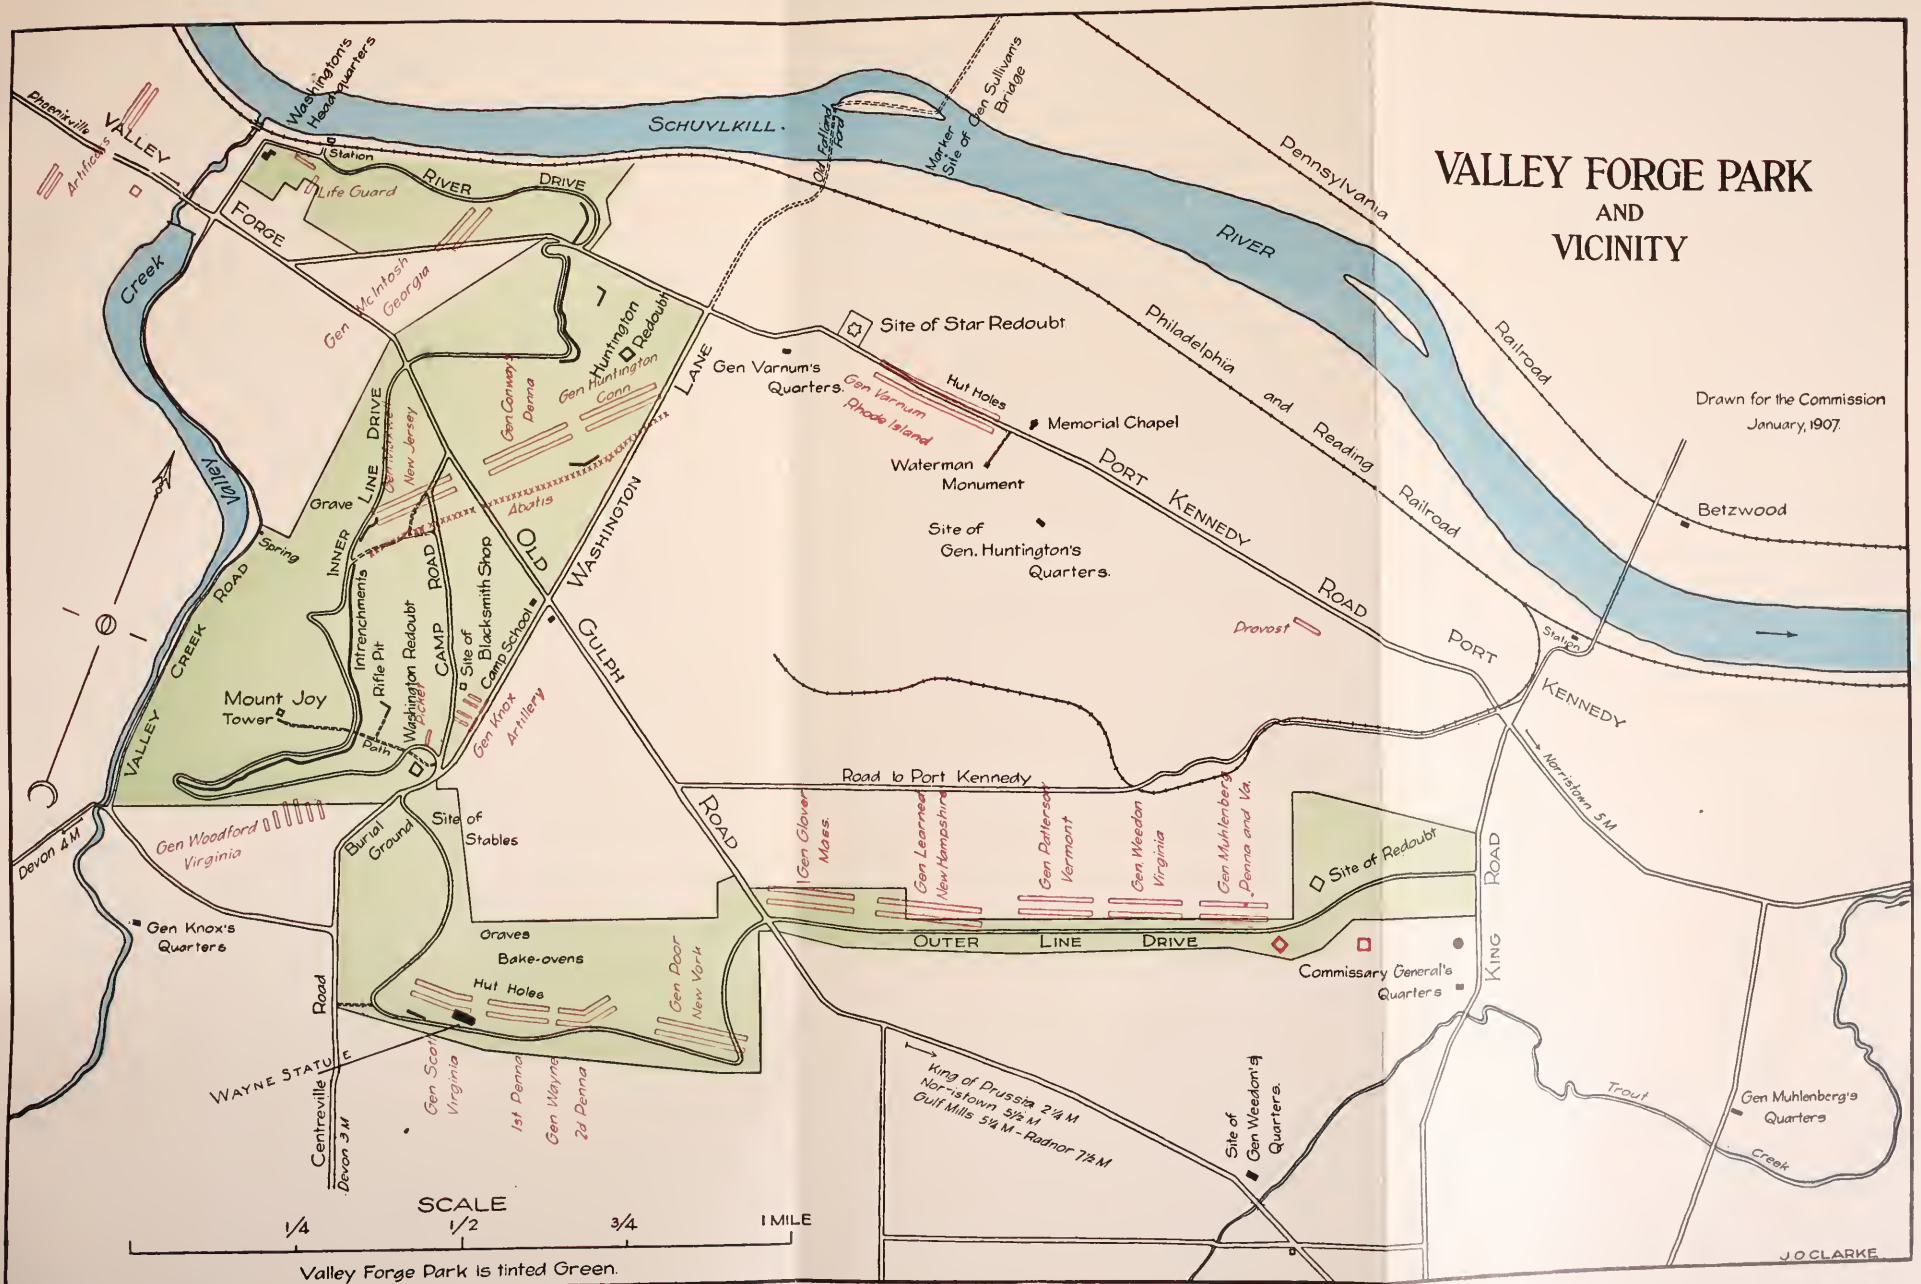 VALLEY FORGE PARK
AND
VICINITY
Drawn for the Commission
January, 1907.
Phoenixville
VALLEY
FORGE
Artificers
Washington's
Headquarters
Station
Life Guard
RIVER DRIVE
SCHUYLKILL.
RIVER
Old Fatland
Ford
Marker
Site of Gen Sullivan's
Bridge
Pennsylvania
Railroad
Philadelphia
and
Reading
Railroad
Betzwood
Creek
Valley
Gen McIntosh
Georgia
Huntington
Redoubt
Gen Huntington
Conn
Gen Conway
Penna
LANE
WASHINGTON
Gen Varnum's
Quarters.
Site of Star Redoubt
Gen Varnum
Rhode Island
Hut Holes
Memorial Chapel
Waterman
Monument
Site of
Gen. Huntington's
Quarters.
PORT
KENNEDY
ROAD
Provost
PORT
KENNEDY
Station
INNER LINE DRIVE
Gen Maxwell
New Jersey
Grave
Abatis
Spring
OLD
GULPH
ROAD
VALLEY CREEK ROAD
Intrenchments
Rifle Pit
Washington Redoubt
Picket
CAMP ROAD
Site of
Blacksmith Shop
Camp School
Gen Knox
Artillery
Mount Joy
Tower
Path
Devon 4 M
Gen Woodford
Virginia
Burial
Ground
Site of
Stables
Gen Knox's
Quarters
Road to Port Kennedy
Gen Glover
Mass.
Gen Learned
New Hampshire
Gen Patterson
Vermont
Gen Weedon
Virginia
Gen Muhlenberg
Penna and Va.
Site of Redoubt
OUTER LINE DRIVE
Commissary General's
Quarters
KING ROAD
Norristown 5 M
Graves
Bake-ovens
Hut Holes
Gen Poor
New York
WAYNE STATUE
Gen Scott
Virginia
1st Penna
Gen Wayne
2d Penna
Centreville Road
Devon 3 M
King of Prussia 2¼ M
Norristown 5½ M
Gulf Mills 5¼ M - Radnor 7½ M
Site of
Gen Weedon's
Quarters.
Trout
Creek
Gen Muhlenberg's
Quarters
SCALE
1/4 1/2 3/4 1 MILE
Valley Forge Park is tinted Green.
J O CLARKE